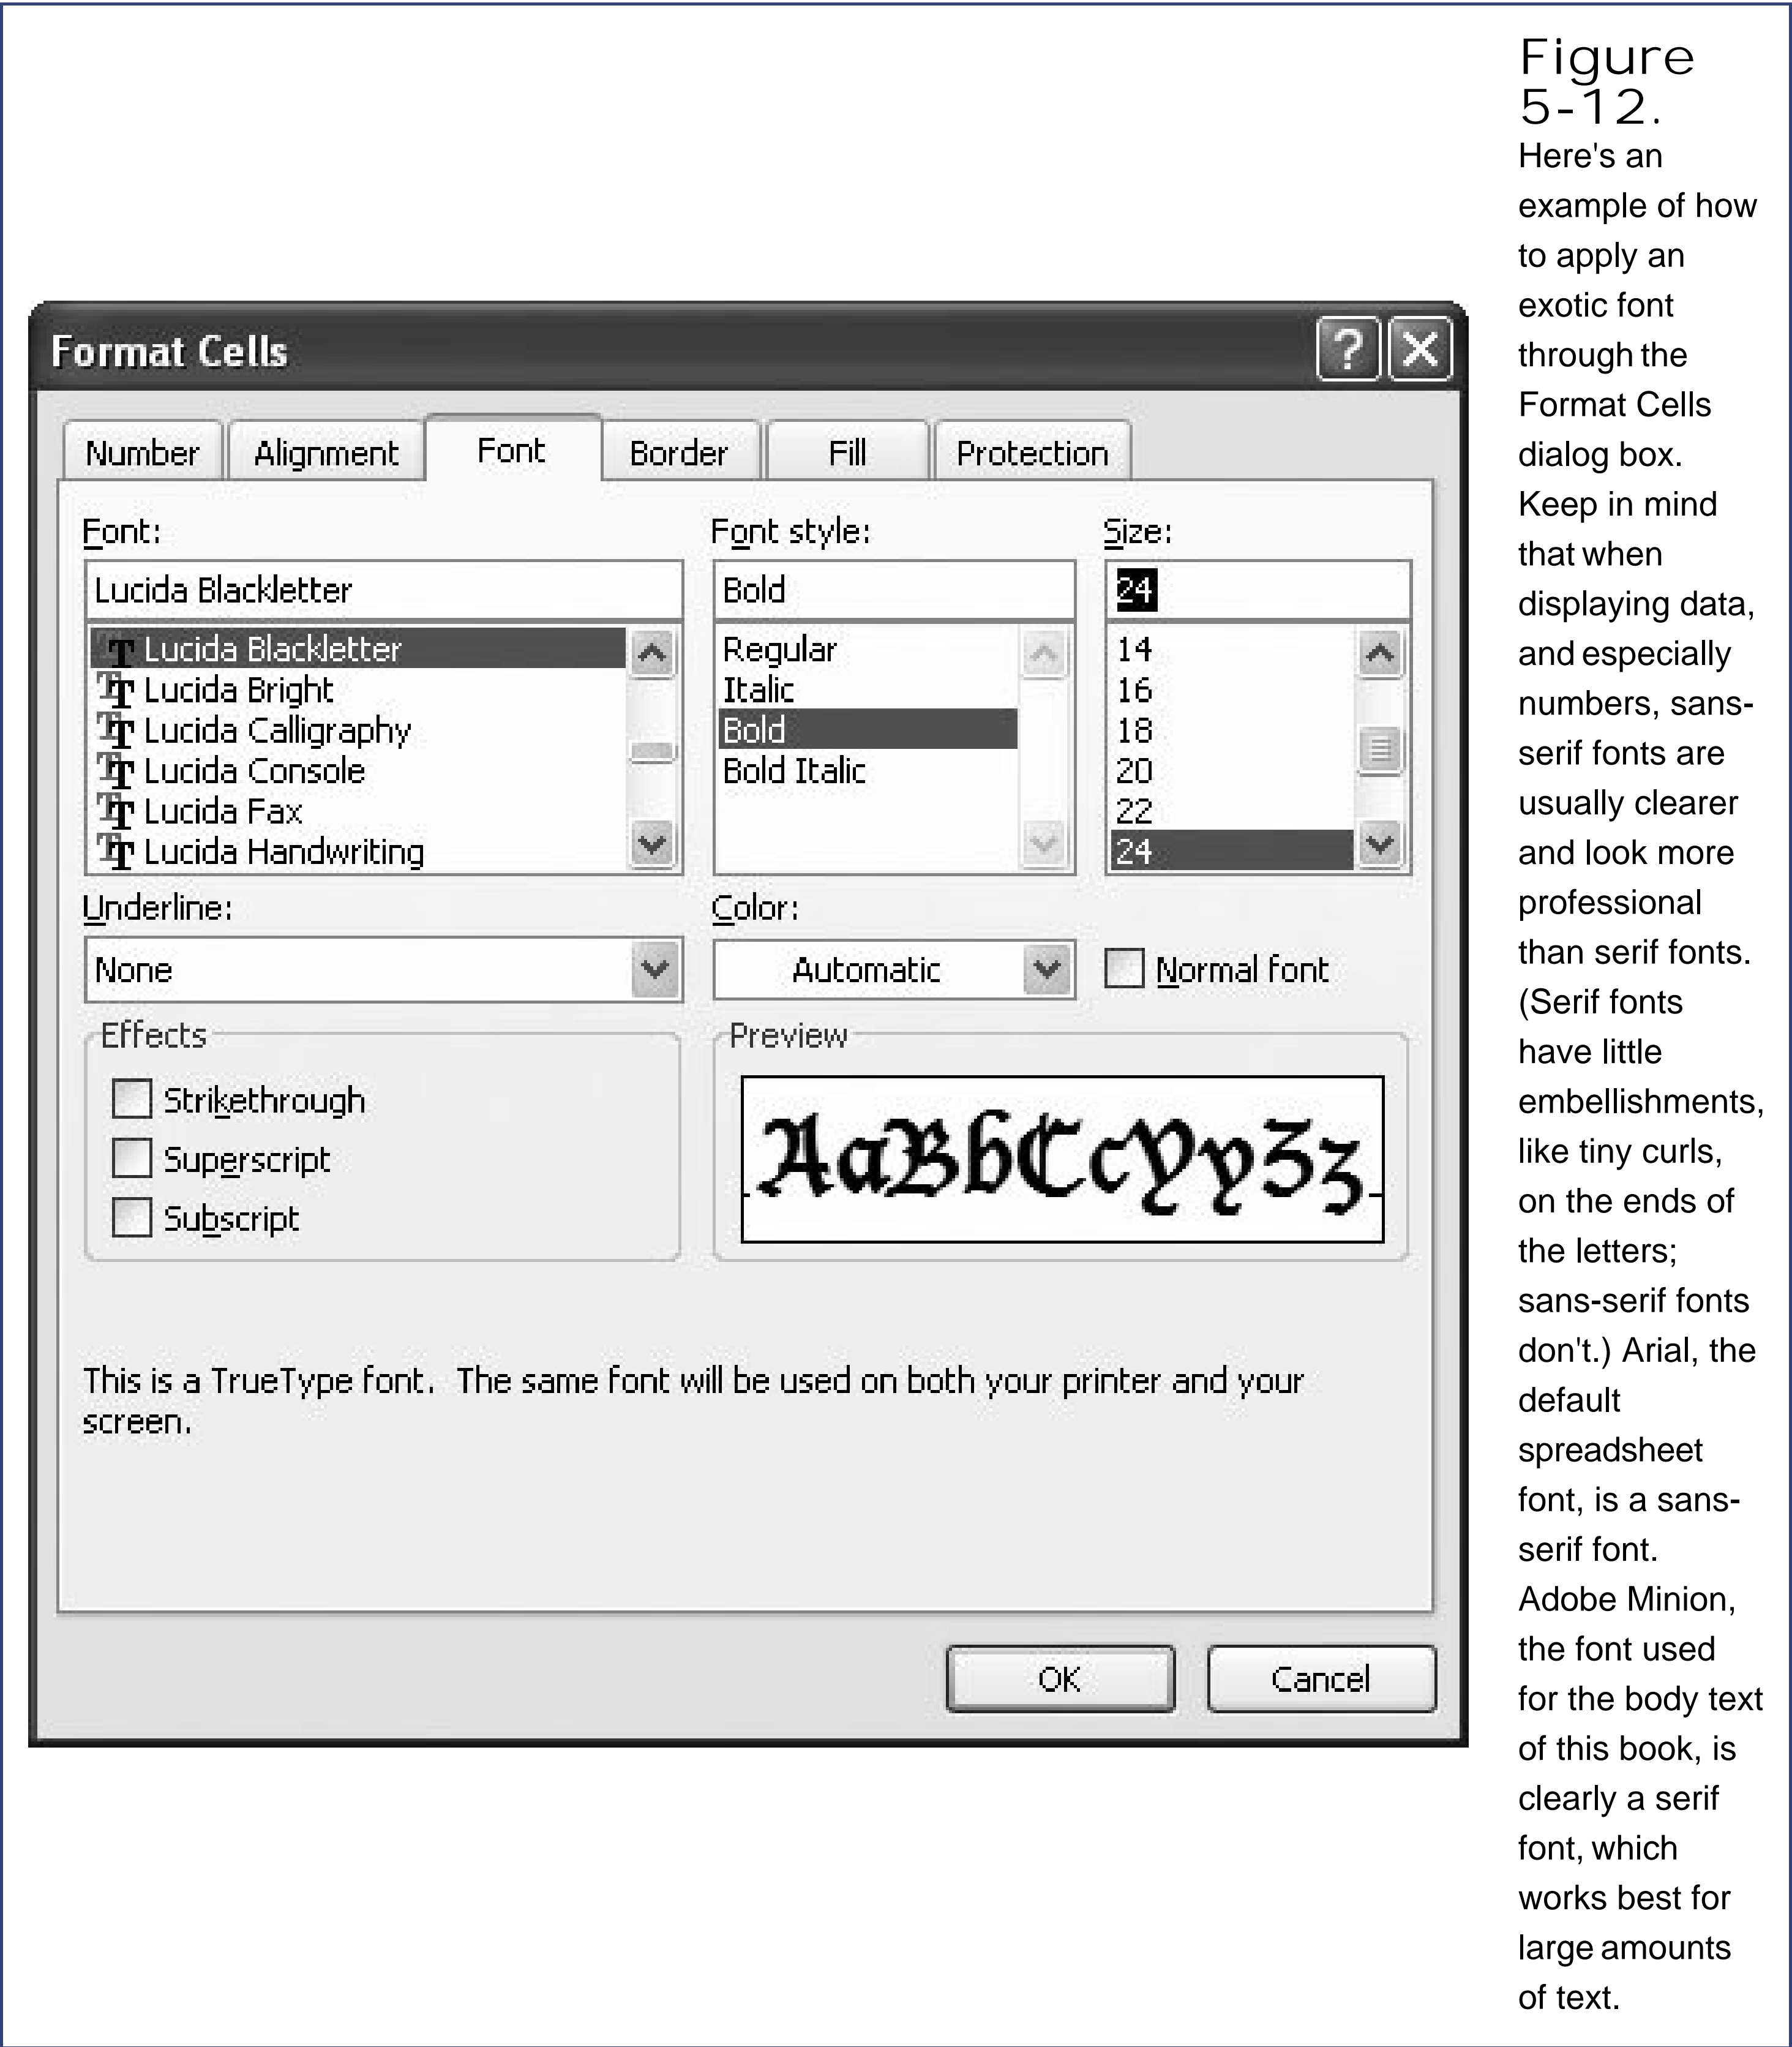 Figure
5-12.
Here's an
example of how
to apply an
exotic font
through the
Format Cells
dialog box.
Keep in mind
that when
displaying data,
and especially
numbers, sans-
serif fonts are
usually clearer
and look more
professional
than serif fonts.
(Serif fonts
have little
embellishments,
like tiny curls,
on the ends of
the letters;
sans-serif fonts
don't.) Arial, the
default
spreadsheet
font, is a sans-
serif font.
Adobe Minion,
the font used
for the body text
of this book, is
clearly a serif
font, which
works best for
large amounts
of text.
Format Cells
Number Alignment Font Border Fill Protection
Font: Font style: Size:
Lucida Blackletter Bold 24
Lucida Blackletter Regular 14
Lucida Bright Italic 16
Lucida Calligraphy Bold 18
Lucida Console Bold Italic 20
Lucida Fax 22
Lucida Handwriting 24
Underline: Color:
None Automatic Normal font
Effects Preview
Strikethrough
Superscript AaBbCcYyZz
Subscript
This is a TrueType font. The same font will be used on both your printer and your
screen.
OK Cancel